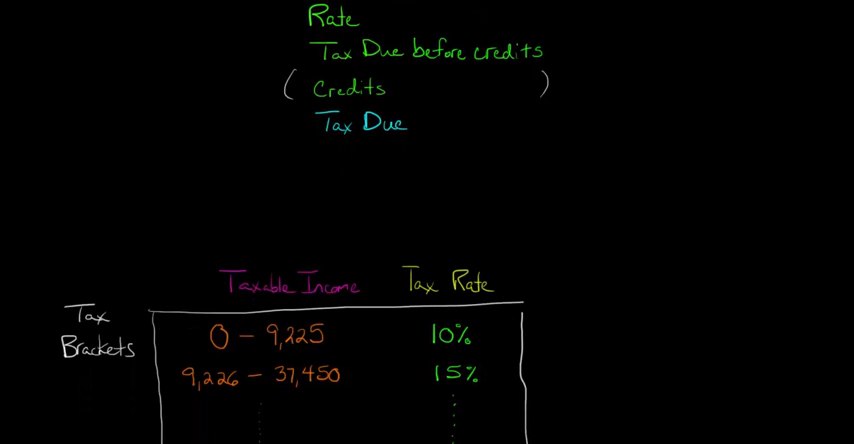 Rate
Tax Due before credits
( Credits )
Tax Due
Taxable Income Tax Rate
Tax
Brackets
0 - 9,225 10%
9,226 - 37,450 15%